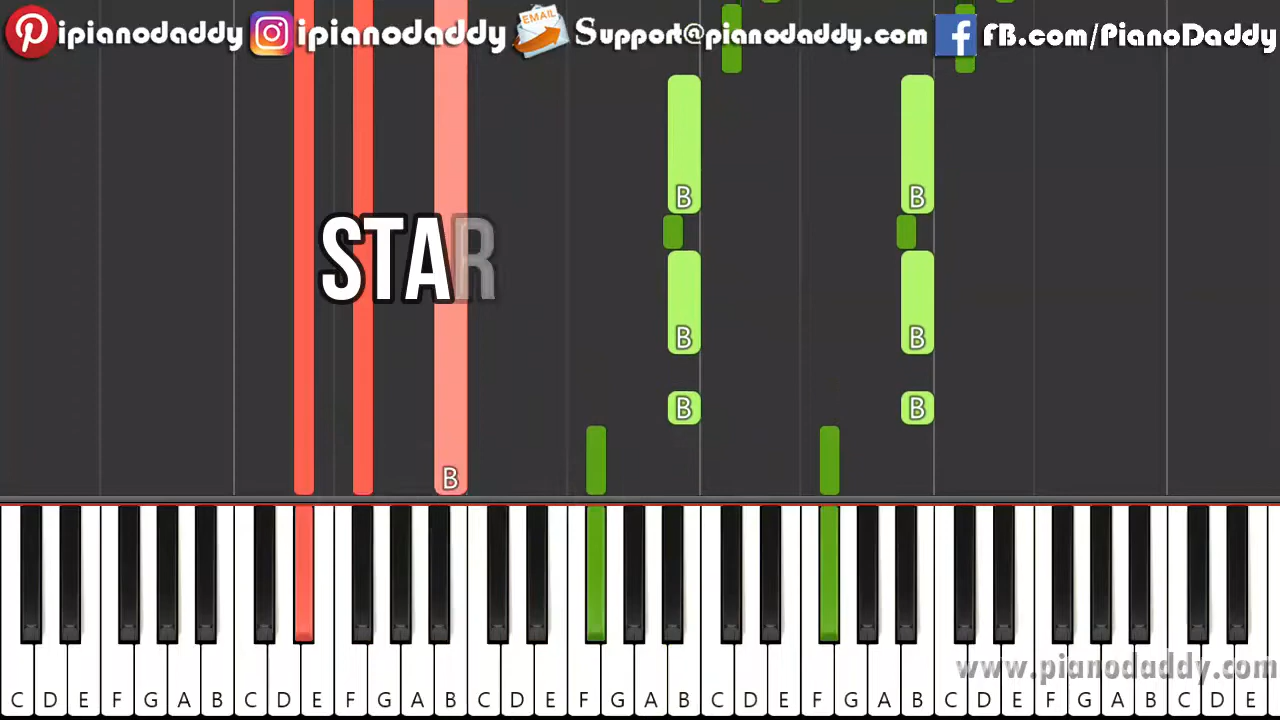 ipianodaddy ipianodaddy EMAIL Support@pianodaddy.com FB.com/PianoDaddy
B B
STAR
B B
B B
B
www.pianodaddy.com
C D E F G A B C D E F G A B C D E F G A B C D E F G A B C D E F G A B C D E